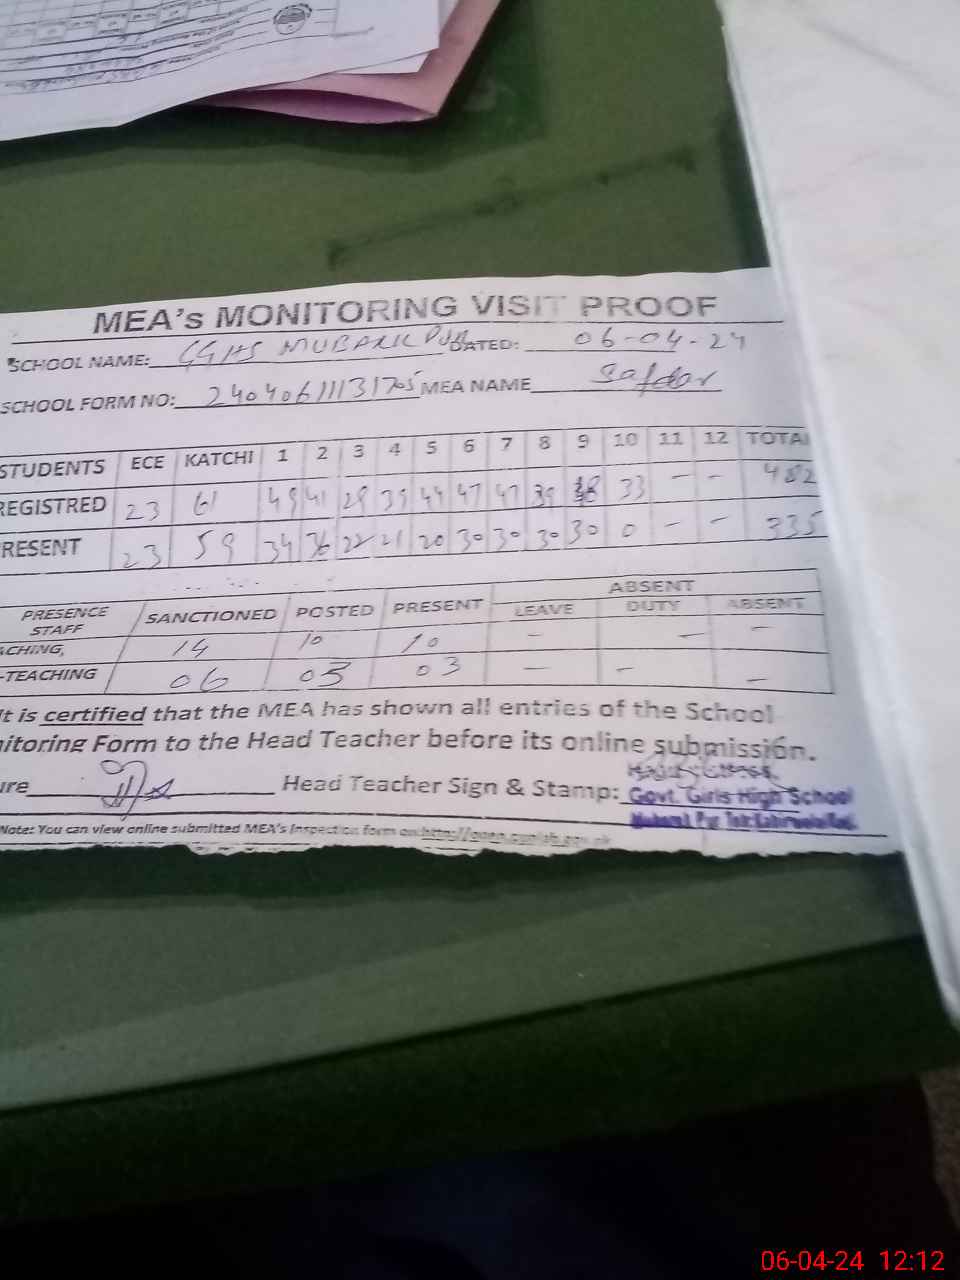 MEA's MONITORING VISIT PROOF
SCHOOL NAME: GGHS MUBARIK PUR DATED: 06-04-24
SCHOOL FORM NO: MEA NAME Safdar
STUDENTS ECE KATCHI 1 2 3 4 5 6 7 8 9 10 11 12 TOTAL
REGISTRED 23 61 49 41 29 39 44 47 47 39 38 33 - - 482
RESENT 23 59 34 36 22 21 20 30 30 30 30 0 - - 335
ABSENT
PRESENCE STAFF SANCTIONED POSTED PRESENT LEAVE DUTY ABSENT
ACHING, 14 10 10 - - -
-TEACHING 06 05 03 - - -
It is certified that the MEA has shown all entries of the School
nitoring Form to the Head Teacher before its online submission.
ure Head Teacher Sign & Stamp:
Govt. Girls High School
Note: You can view online submitted MEA's Inspection form on
06-04-24 12:12